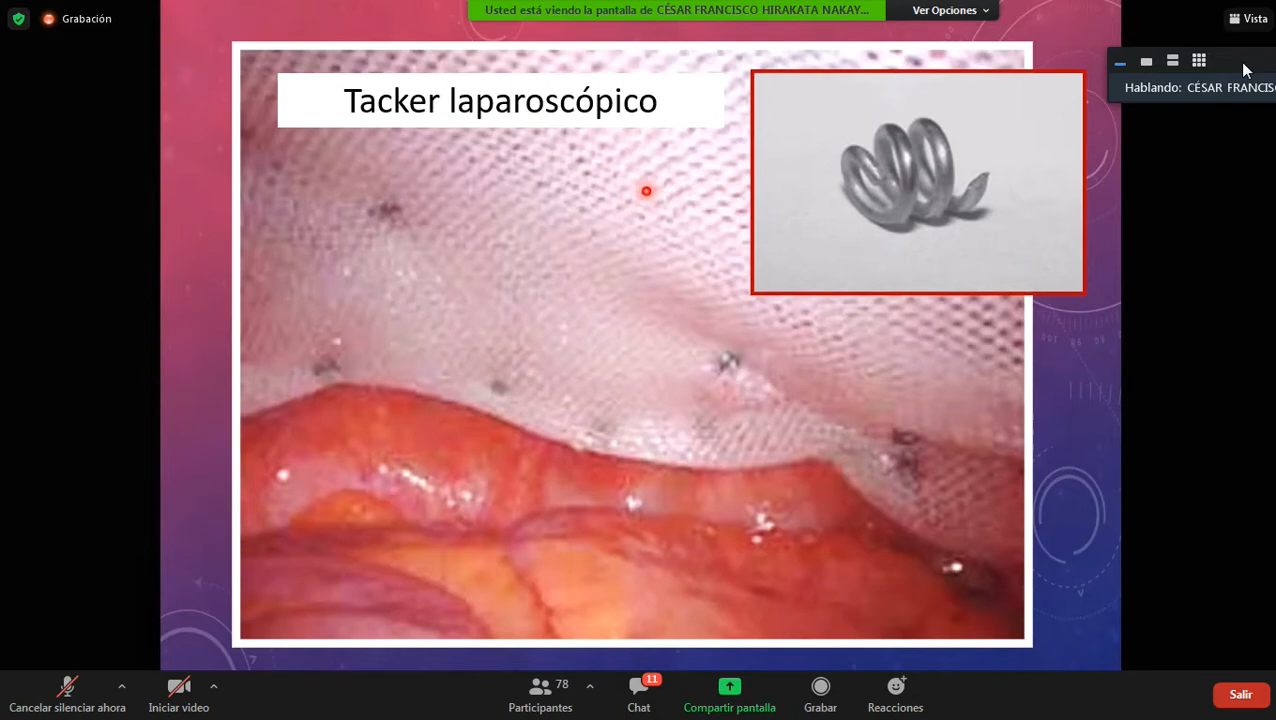 Grabación
Usted está viendo la pantalla de CÉSAR FRANCISCO HIRAKATA NAKAY...
Ver Opciones
Vista
Hablando: CÉSAR FRANCISC
Tacker laparoscópico
Cancelar silenciar ahora
Iniciar video
78
Participantes
11
Chat
Compartir pantalla
Grabar
Reacciones
Salir